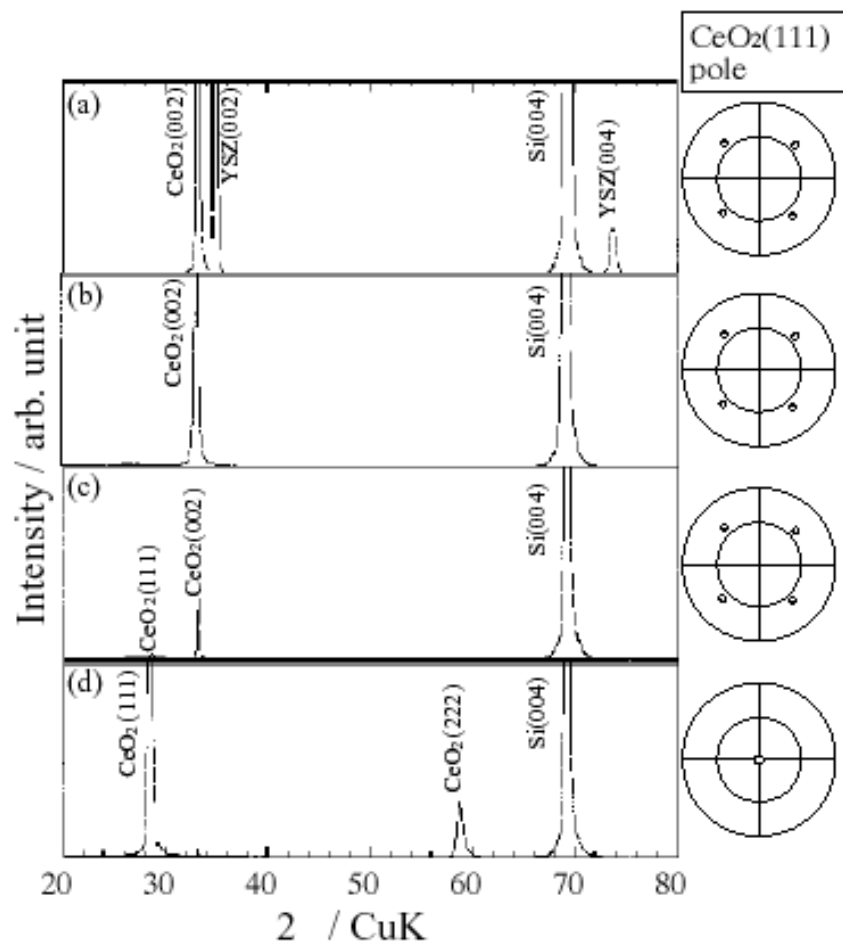 CeO2(111)
pole
(a)
CeO2(002)
YSZ(002)
Si(004)
YSZ(004)
(b)
CeO2(002)
Si(004)
(c)
CeO2(111)
CeO2(002)
Si(004)
(d)
CeO2(111)
CeO2(222)
Si(004)
Intensity / arb. unit
20 30 40 50 60 70 80
2 / CuK